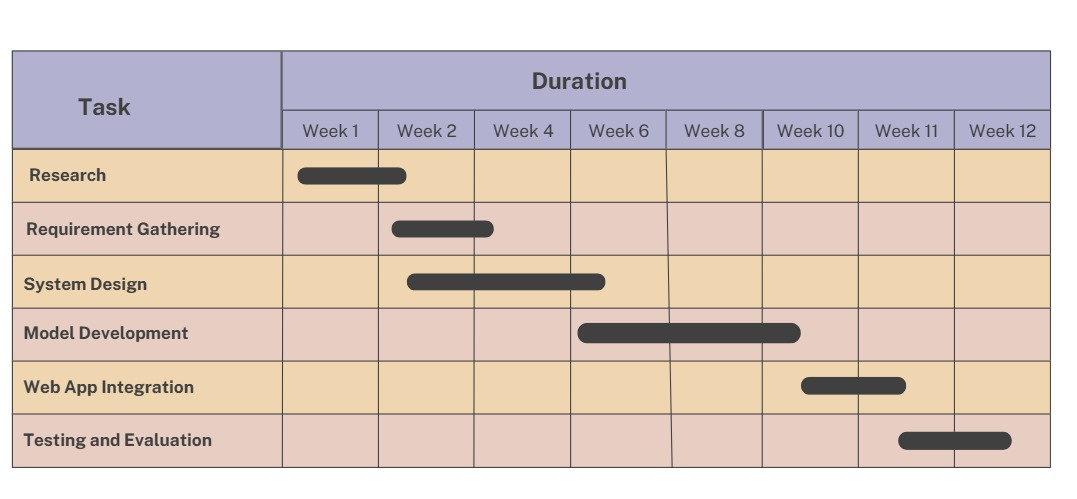 Task
Duration
Week 1 Week 2 Week 4 Week 6 Week 8 Week 10 Week 11 Week 12
Research
Requirement Gathering
System Design
Model Development
Web App Integration
Testing and Evaluation